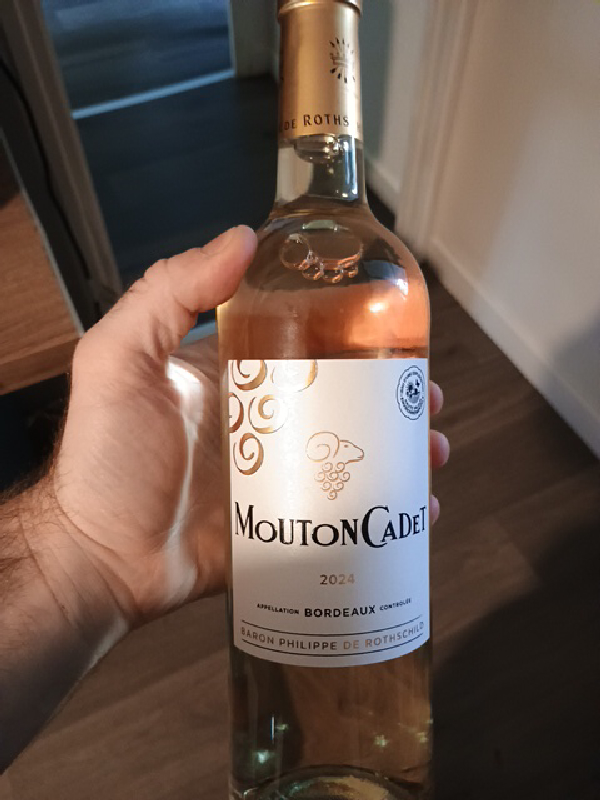 DE ROTHS
MOUTON CADET
2024
APPELLATION BORDEAUX CONTRÔLÉE
BARON PHILIPPE DE ROTHSCHILD